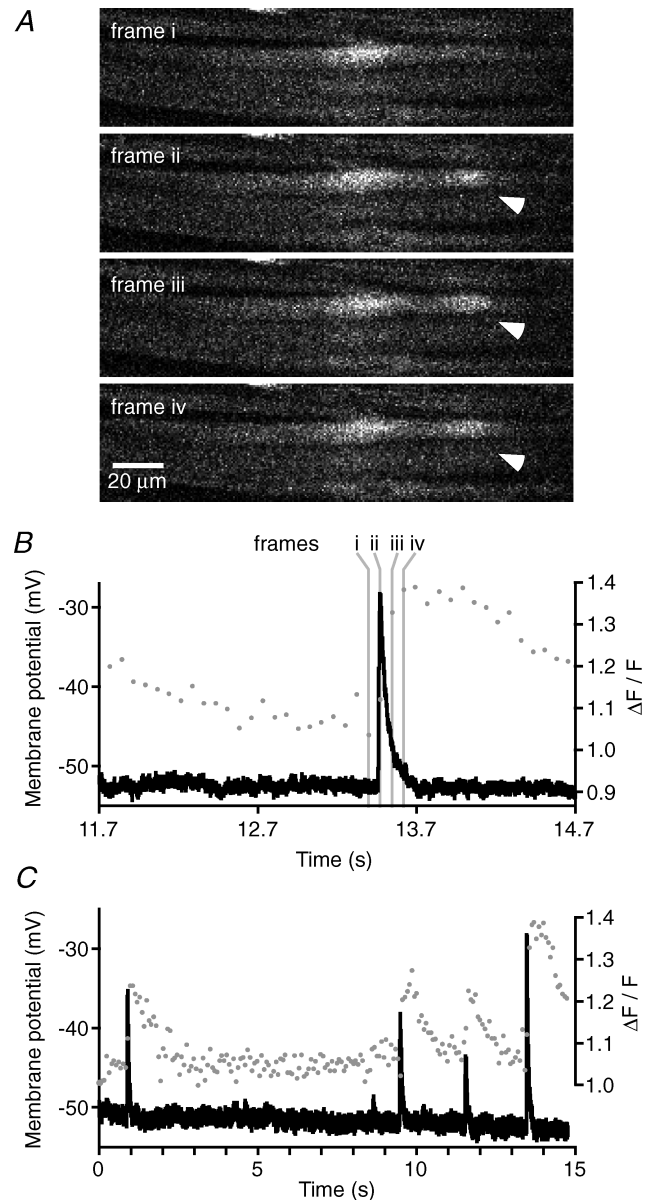 A
frame i
frame ii
frame iii
frame iv
20 μm
B
frames i ii iii iv
Membrane potential (mV)
-30
-40
-50
1.4
1.3
1.2
1.1
1.0
0.9
ΔF / F
11.7 12.7 13.7 14.7
Time (s)
C
Membrane potential (mV)
-30
-40
-50
1.4
1.3
1.2
1.1
1.0
ΔF / F
0 5 10 15
Time (s)